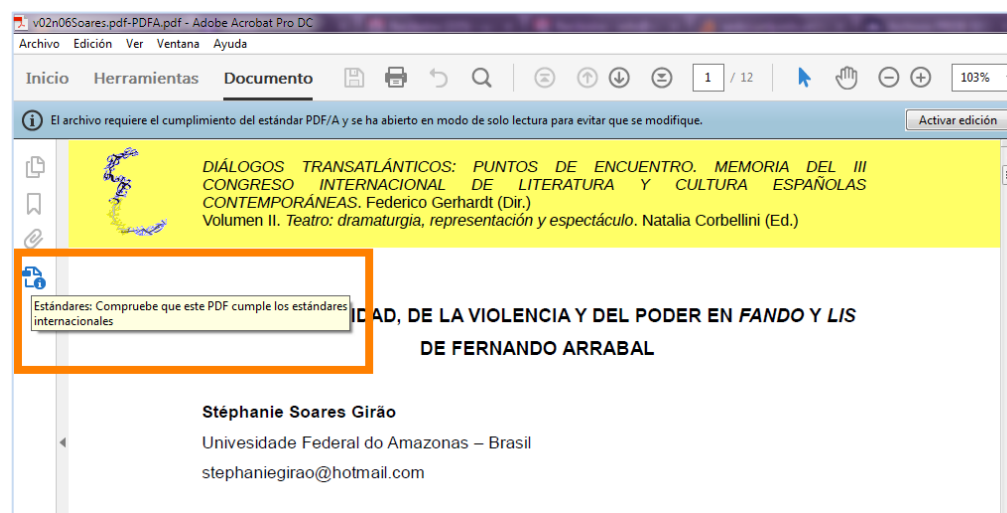 v02n06Soares.pdf-PDFA.pdf - Adobe Acrobat Pro DC
Archivo Edición Ver Ventana Ayuda
Inicio Herramientas Documento 1 / 12 103%
El archivo requiere el cumplimiento del estándar PDF/A y se ha abierto en modo de solo lectura para evitar que se modifique. Activar edición
DIÁLOGOS TRANSATLÁNTICOS: PUNTOS DE ENCUENTRO. MEMORIA DEL III
CONGRESO INTERNACIONAL DE LITERATURA Y CULTURA ESPAÑOLAS
CONTEMPORÁNEAS. Federico Gerhardt (Dir.)
Volumen II. Teatro: dramaturgia, representación y espectáculo. Natalia Corbellini (Ed.)
Estándares: Compruebe que este PDF cumple los estándares
internacionales
DAD, DE LA VIOLENCIA Y DEL PODER EN FANDO Y LIS
DE FERNANDO ARRABAL
Stéphanie Soares Girão
Univesidade Federal do Amazonas – Brasil
stephaniegirao@hotmail.com